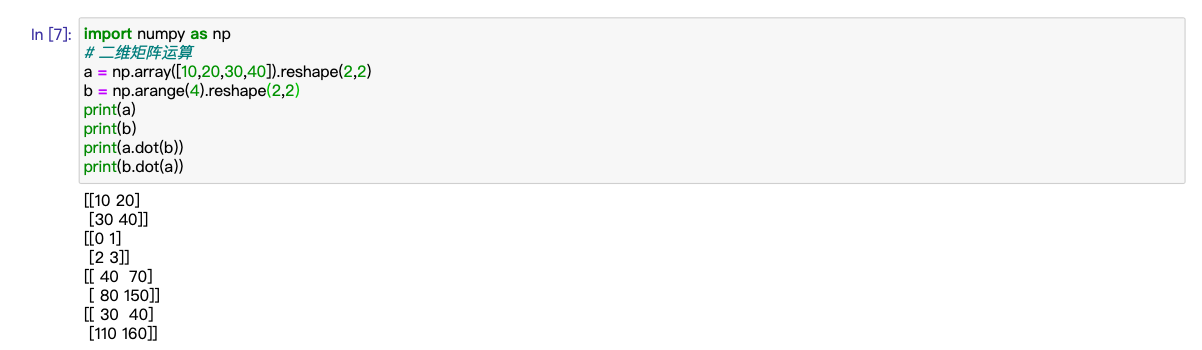 In [7]: import numpy as np
# 二维矩阵运算
a = np.array([10,20,30,40]).reshape(2,2)
b = np.arange(4).reshape(2,2)
print(a)
print(b)
print(a.dot(b))
print(b.dot(a))
[[10 20]
 [30 40]]
[[0 1]
 [2 3]]
[[ 40  70]
 [ 80 150]]
[[ 30  40]
 [110 160]]